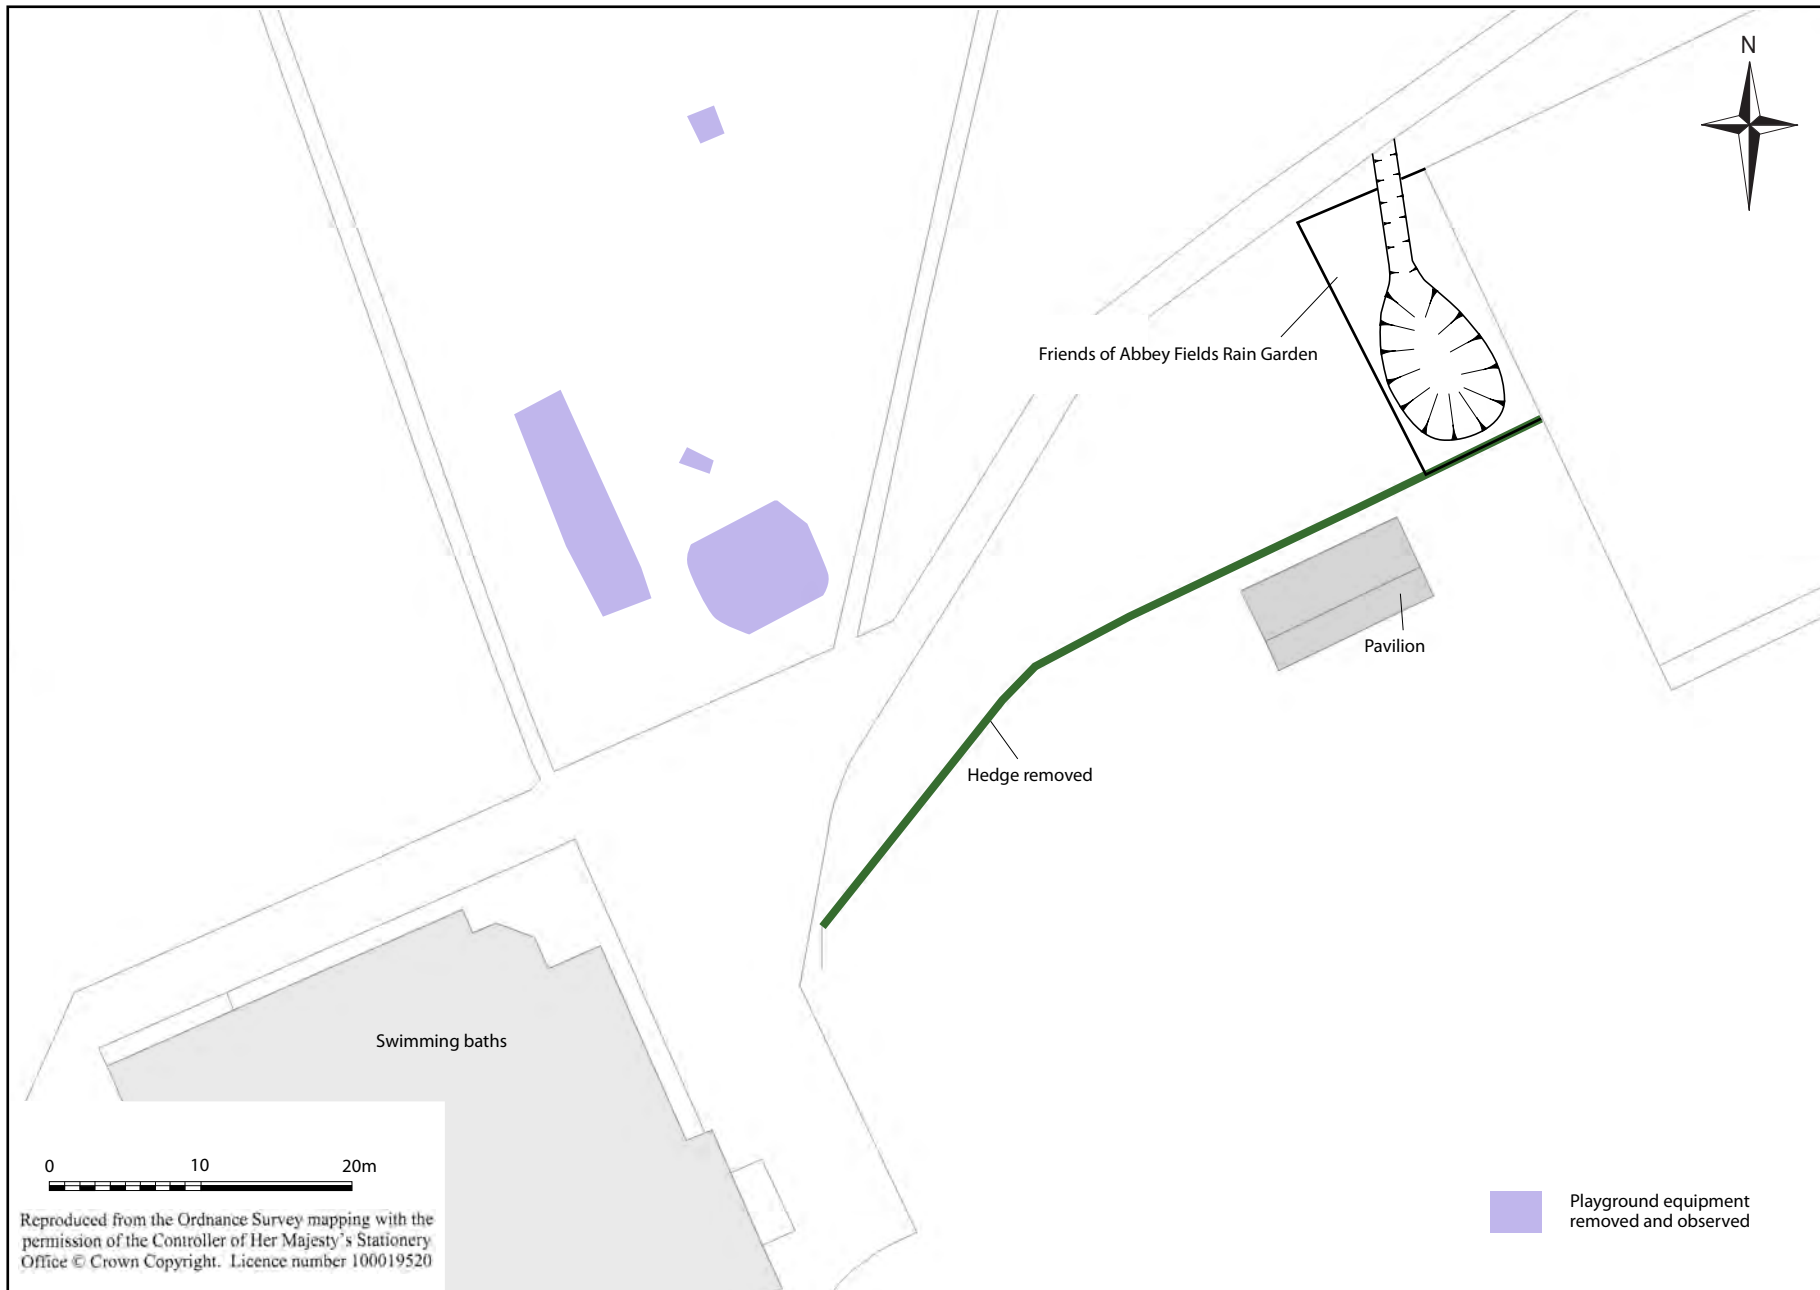 N
Friends of Abbey Fields Rain Garden
Pavilion
Hedge removed
Swimming baths
0 10 20m
Reproduced from the Ordnance Survey mapping with the
permission of the Controller of Her Majesty's Stationery
Office © Crown Copyright. Licence number 100019520
Playground equipment
removed and observed